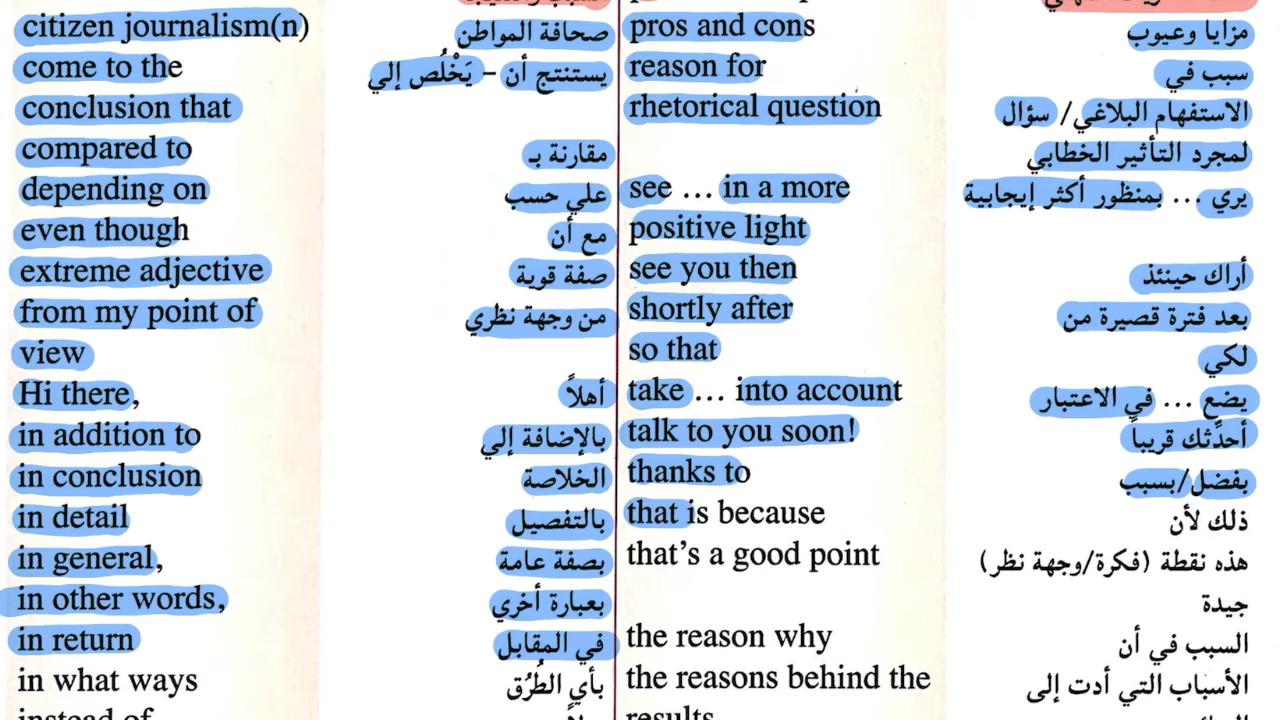 citizen journalism(n) صحافة المواطن
come to the يستنتج أن – يَخْلُص إلي
conclusion that
compared to مقارنة بـ
depending on علي حسب
even though مع أن
extreme adjective صفة قوية
from my point of من وجهة نظري
view
Hi there, أهلاً
in addition to بالإضافة إلي
in conclusion الخلاصة
in detail بالتفصيل
in general, بصفة عامة
in other words, بعبارة أخري
in return في المقابل
in what ways بأي الطُرُق
instead of
pros and cons مزايا وعيوب
reason for سبب في
rhetorical question الاستفهام البلاغي/ سؤال
لمجرد التأثير الخطابي
see … in a more يري … بمنظور أكثر إيجابية
positive light
see you then أراك حينئذ
shortly after بعد فترة قصيرة من
so that لكي
take … into account يضع … في الاعتبار
talk to you soon! أحدِّثك قريباً
thanks to بفضل/بسبب
that is because ذلك لأن
that's a good point هذه نقطة (فكرة/وجهة نظر)
جيدة
the reason why السبب في أن
the reasons behind the الأسباب التي أدت إلى
results